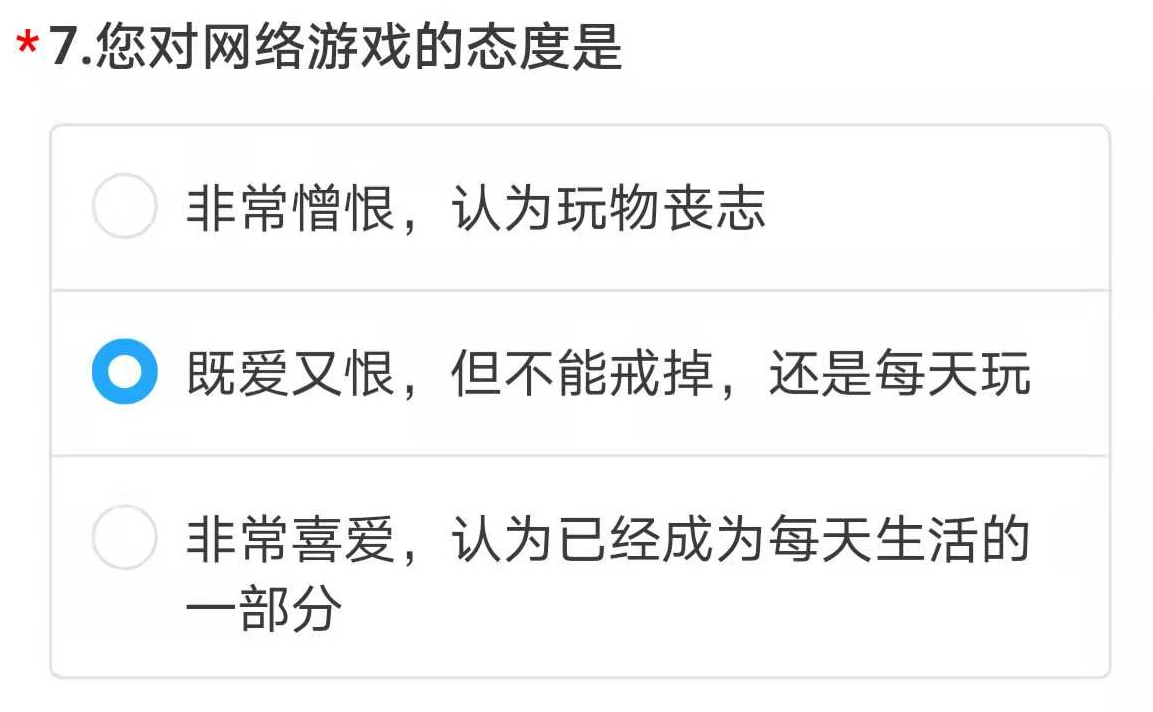 *7.您对网络游戏的态度是
非常憎恨，认为玩物丧志
既爱又恨，但不能戒掉，还是每天玩
非常喜爱，认为已经成为每天生活的
一部分